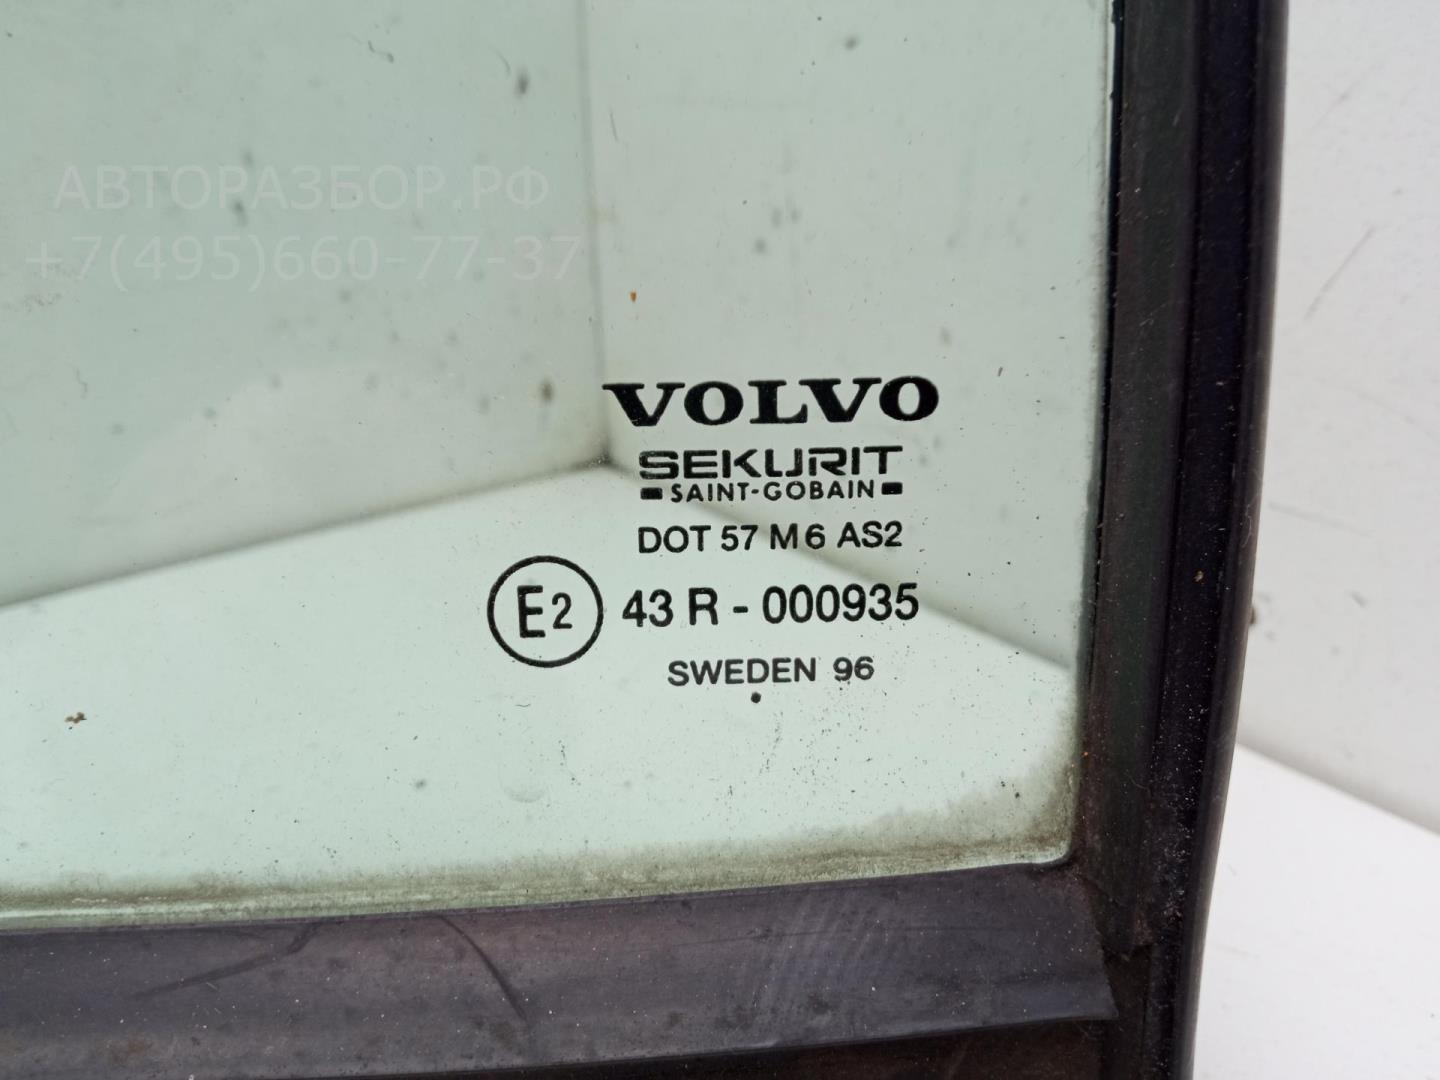 АВТОРАЗБОР.РФ
+7(495)660-77-37
VOLVO
SEKURIT
SAINT-GOBAIN
DOT 57 M6 AS2
E2 43 R - 000935
SWEDEN 96